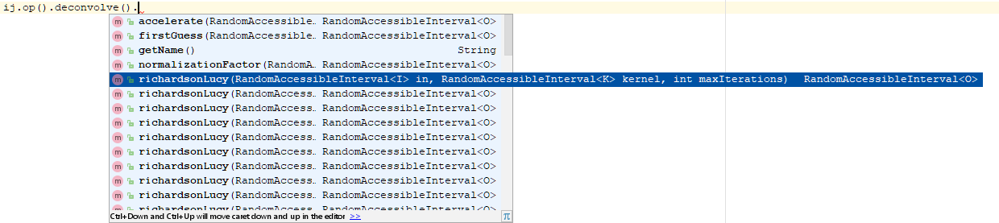 ij.op().deconvolve().
m accelerate(RandomAccessible… RandomAccessibleInterval<O>
m firstGuess(RandomAccessible… RandomAccessibleInterval<O>
m getName() String
m normalizationFactor(RandomA… RandomAccessibleInterval<O>
m richardsonLucy(RandomAccessibleInterval<I> in, RandomAccessibleInterval<K> kernel, int maxIterations) RandomAccessibleInterval<O>
m richardsonLucy(RandomAccess… RandomAccessibleInterval<O>
m richardsonLucy(RandomAccess… RandomAccessibleInterval<O>
m richardsonLucy(RandomAccess… RandomAccessibleInterval<O>
m richardsonLucy(RandomAccess… RandomAccessibleInterval<O>
m richardsonLucy(RandomAccess… RandomAccessibleInterval<O>
m richardsonLucy(RandomAccess… RandomAccessibleInterval<O>
m richardsonLucy(RandomAccess… RandomAccessibleInterval<O>
m richardsonLucy(RandomAccess… RandomAccessibleInterval<O>
m richardsonLucy(RandomAccess… RandomAccessibleInterval<O>
Ctrl+Down and Ctrl+Up will move caret down and up in the editor >> π